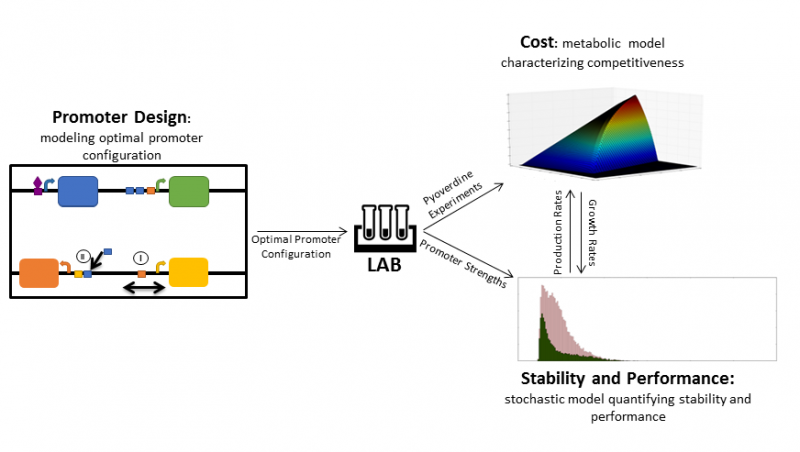 Promoter Design:
modeling optimal promoter
configuration
II
I
Optimal Promoter
Configuration
LAB
Pyoverdine
Experiments
Promoter Strengths
Cost: metabolic model
characterizing competitiveness
Production Rates
Growth Rates
Stability and Performance:
stochastic model quantifying stability and
performance